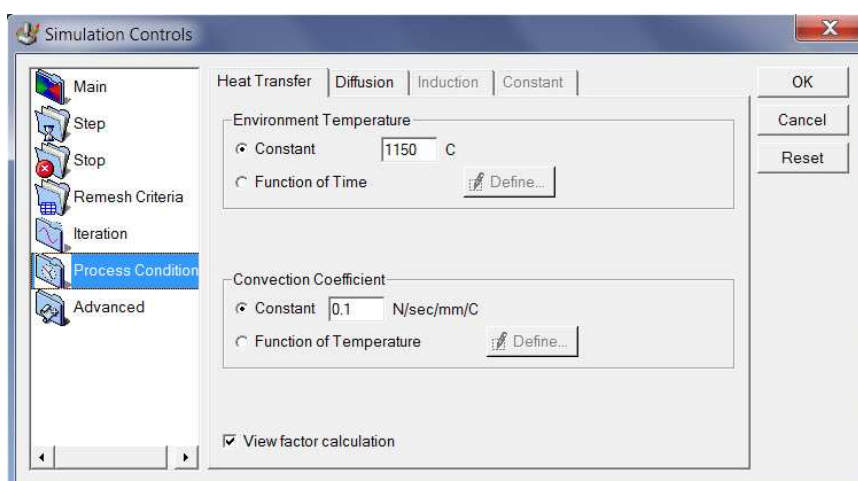 Simulation Controls
Main
Step
Stop
Remesh Criteria
Iteration
Process Condition
Advanced
Heat Transfer Diffusion Induction Constant
Environment Temperature
Constant 1150 C
Function of Time Define...
Convection Coefficient
Constant 0.1 N/sec/mm/C
Function of Temperature Define...
View factor calculation
OK
Cancel
Reset